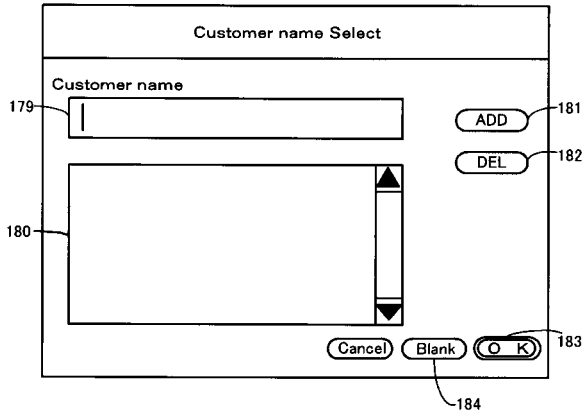 Customer name Select
Customer name
179
181
ADD
DEL
182
180
Cancel
Blank
O K
183
184